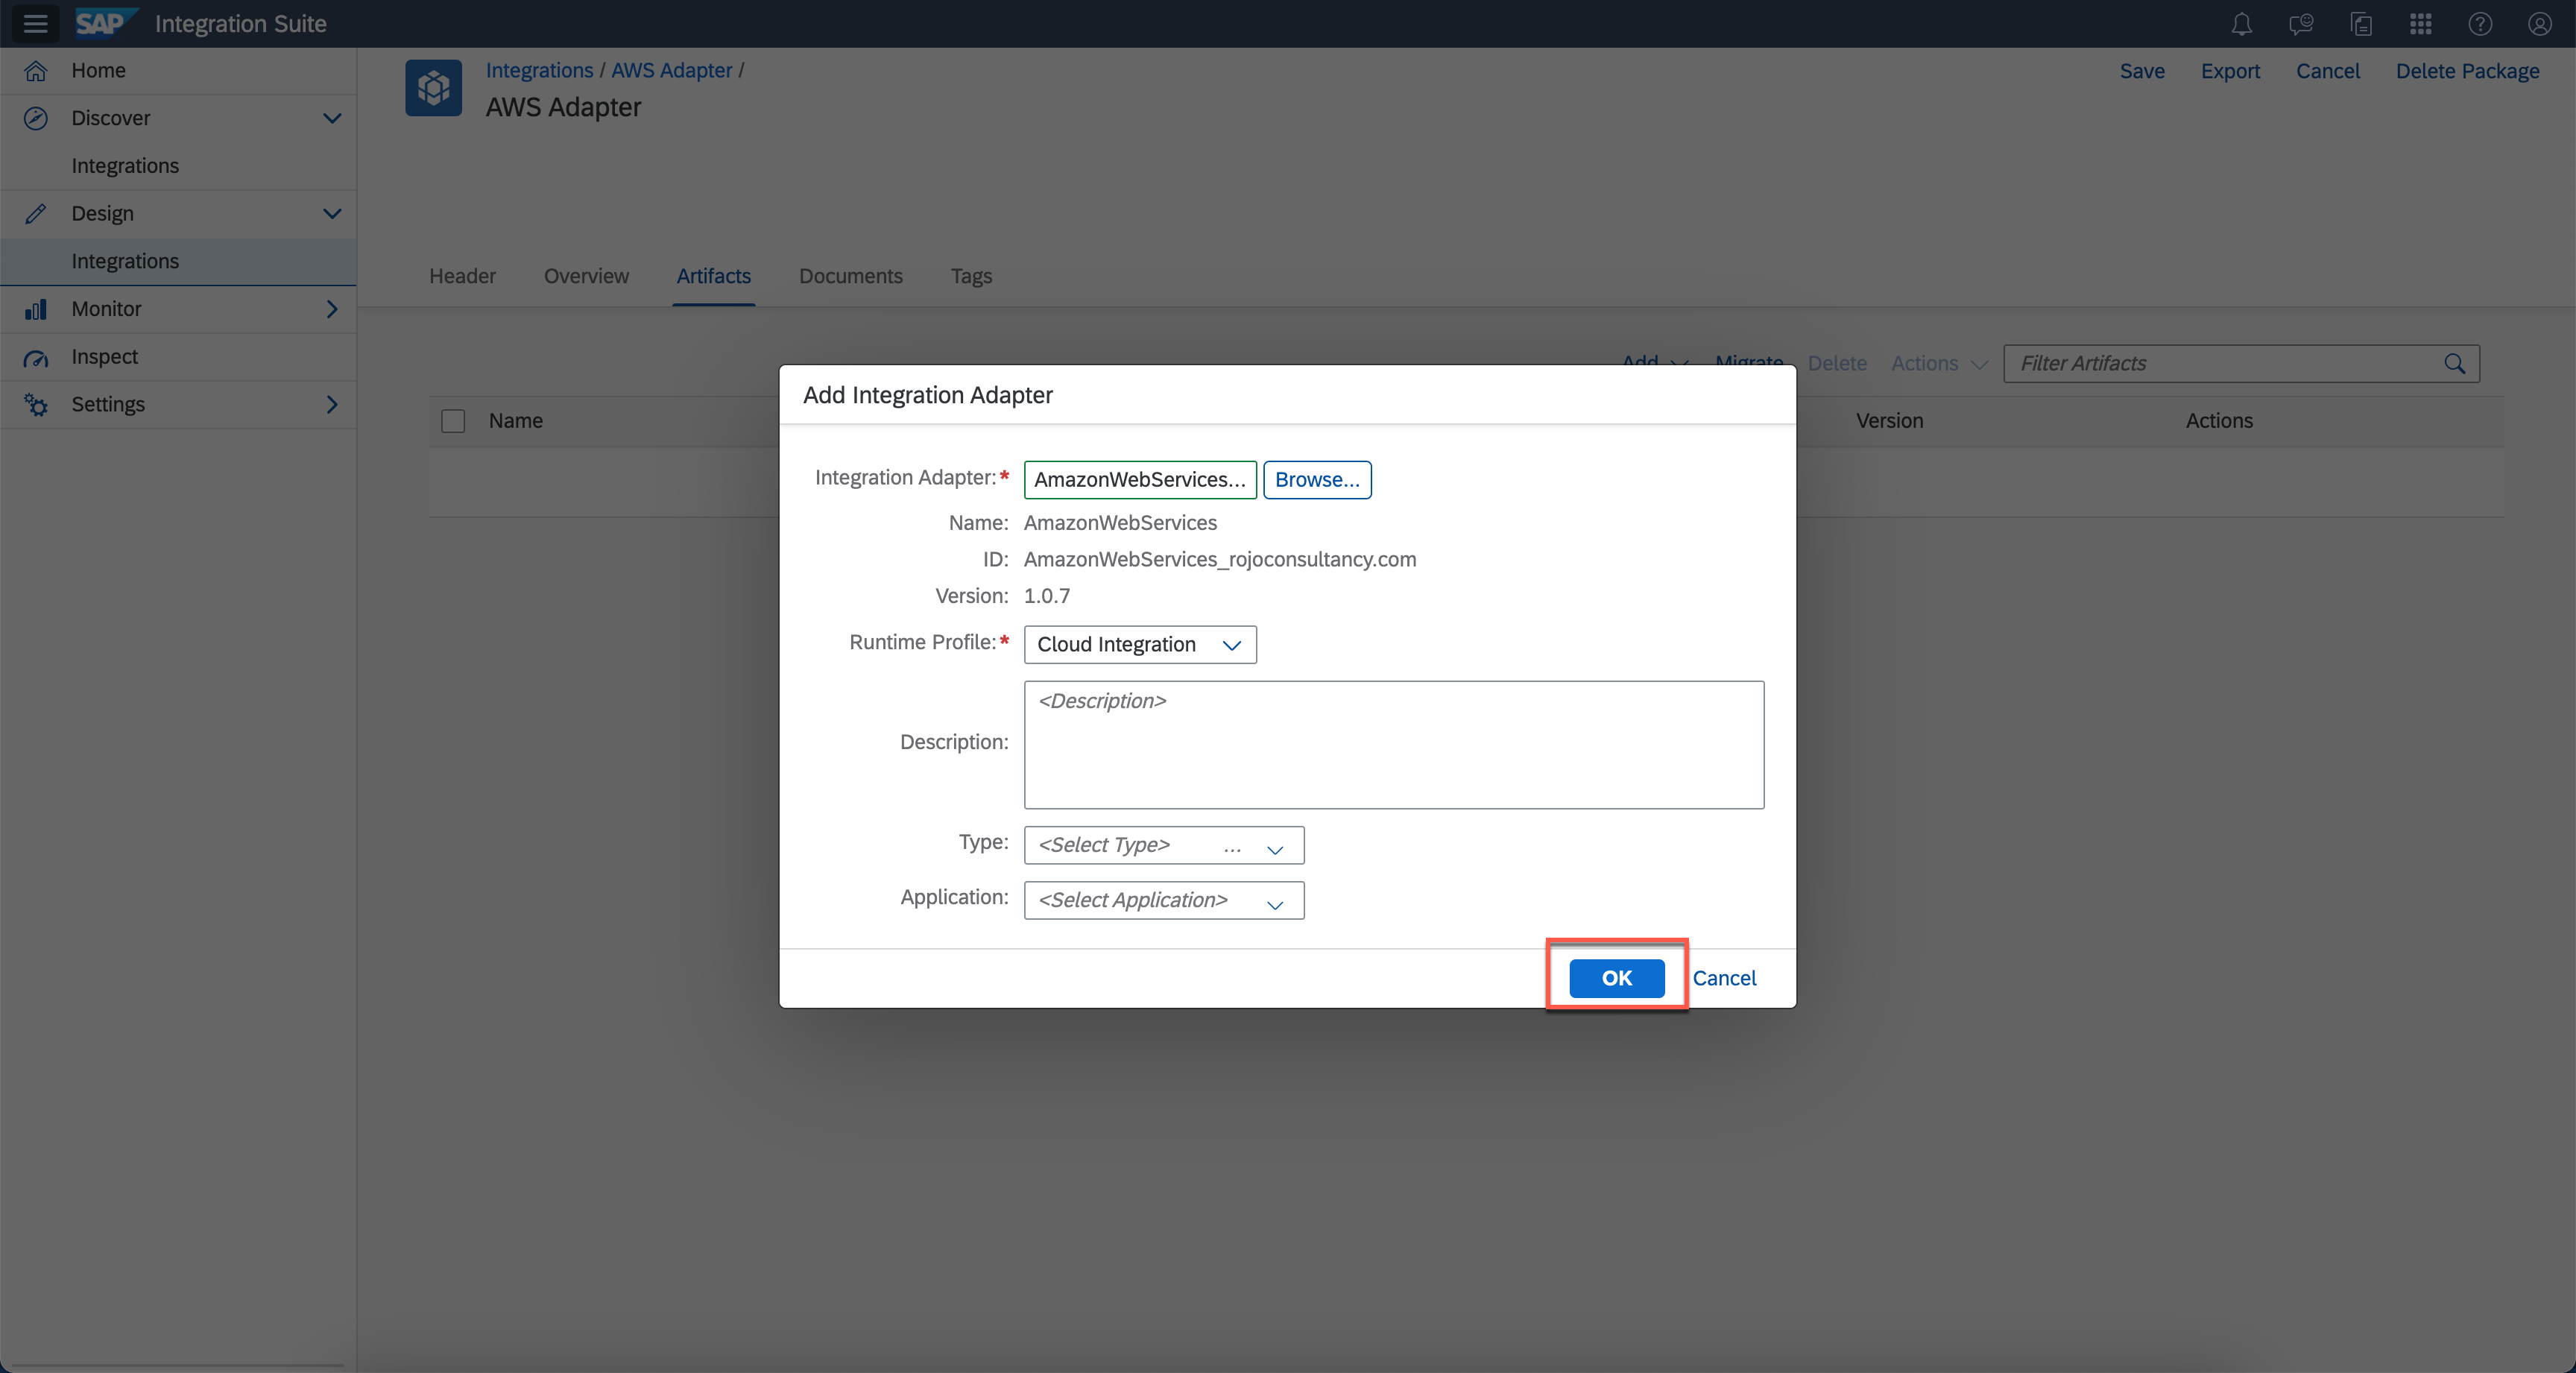 SAP Integration Suite
Home
Discover
Integrations
Design
Integrations
Monitor
Inspect
Settings
Integrations / AWS Adapter /
AWS Adapter
Save Export Cancel Delete Package
Header Overview Artifacts Documents Tags
Add Migrate Delete Actions Filter Artifacts
Name Version Actions
Add Integration Adapter
Integration Adapter:* AmazonWebServices... Browse...
Name: AmazonWebServices
ID: AmazonWebServices_rojoconsultancy.com
Version: 1.0.7
Runtime Profile:* Cloud Integration
Description: <Description>
Type: <Select Type> ...
Application: <Select Application>
OK Cancel